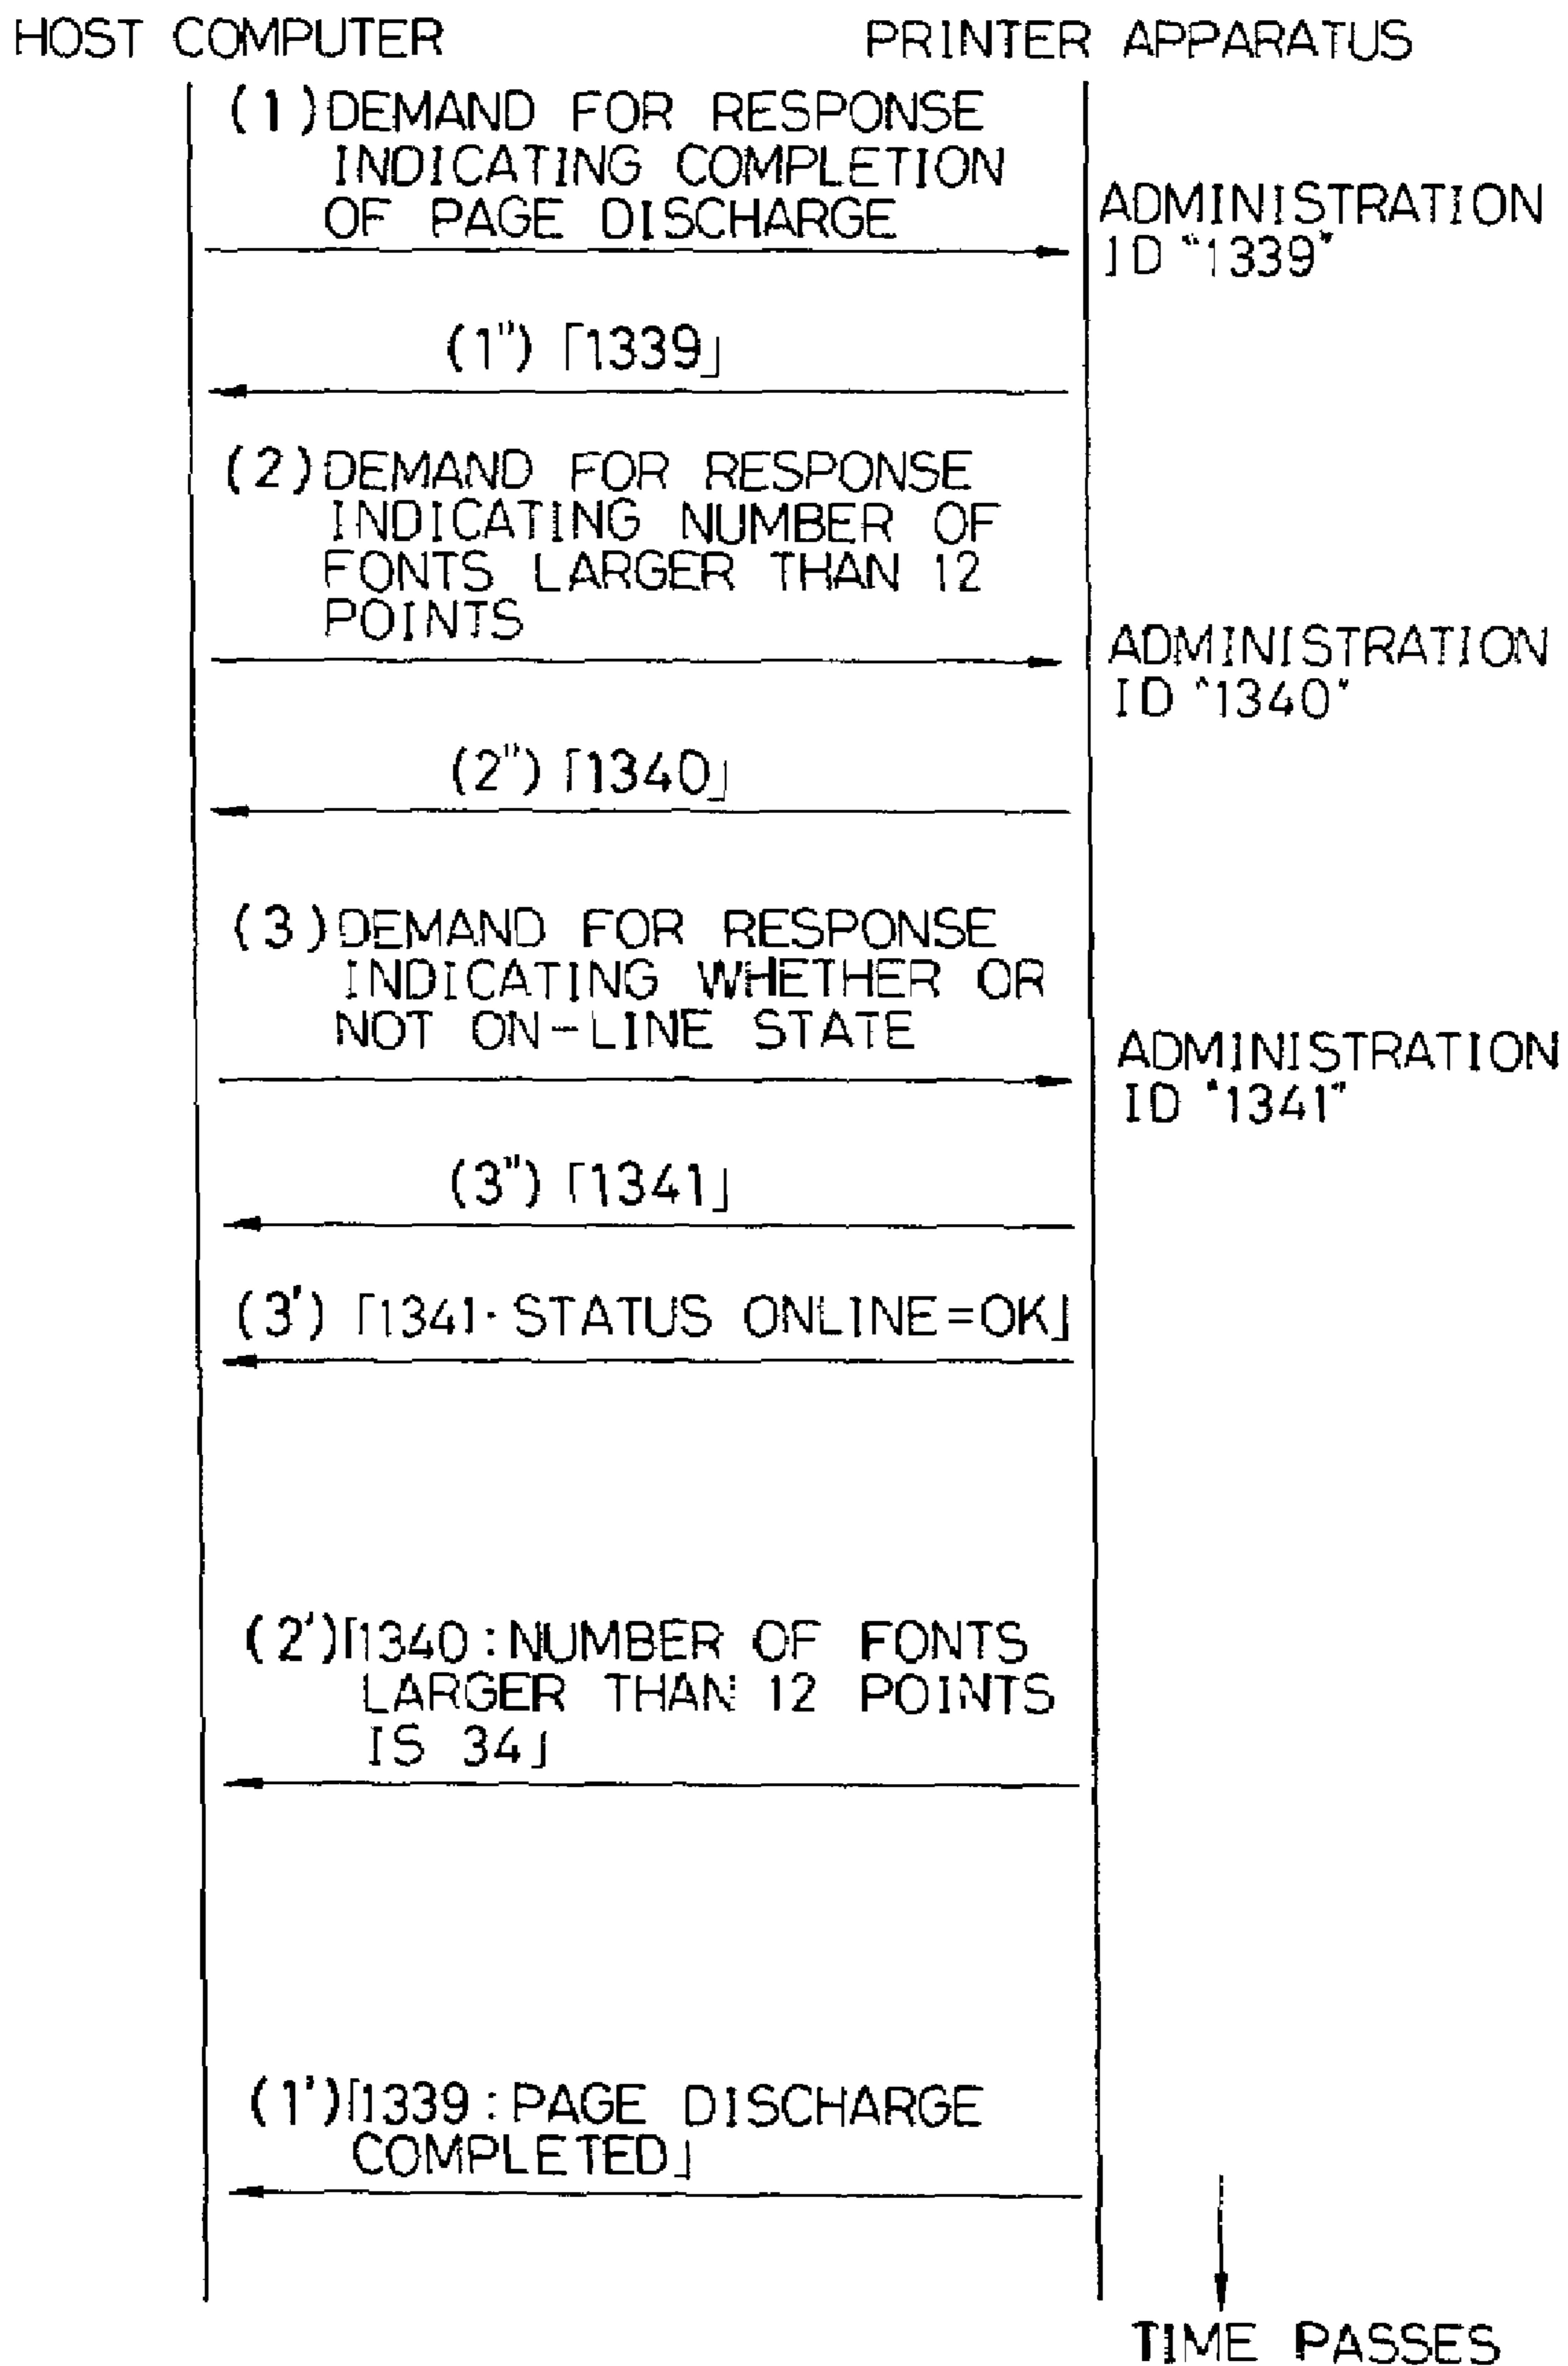 HOST COMPUTER
PRINTER APPARATUS
(1) DEMAND FOR RESPONSE
INDICATING COMPLETION
OF PAGE DISCHARGE
ADMINISTRATION
ID "1339"
(1") 「1339」
(2) DEMAND FOR RESPONSE
INDICATING NUMBER OF
FONTS LARGER THAN 12
POINTS
ADMINISTRATION
ID "1340"
(2") 「1340」
(3) DEMAND FOR RESPONSE
INDICATING WHETHER OR
NOT ON-LINE STATE
ADMINISTRATION
ID "1341"
(3") 「1341」
(3') 「1341· STATUS ONLINE=OK」
(2')「1340:NUMBER OF FONTS
LARGER THAN 12 POINTS
IS 34」
(1')「1339:PAGE DISCHARGE
COMPLETED」
TIME PASSES